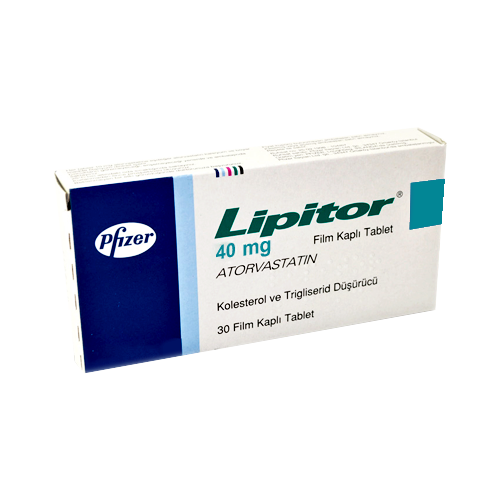 Pfizer
Lipitor®
40 mg Film Kaplı Tablet
ATORVASTATIN
Kolesterol ve Trigliserid Düşürücü
30 Film Kaplı Tablet